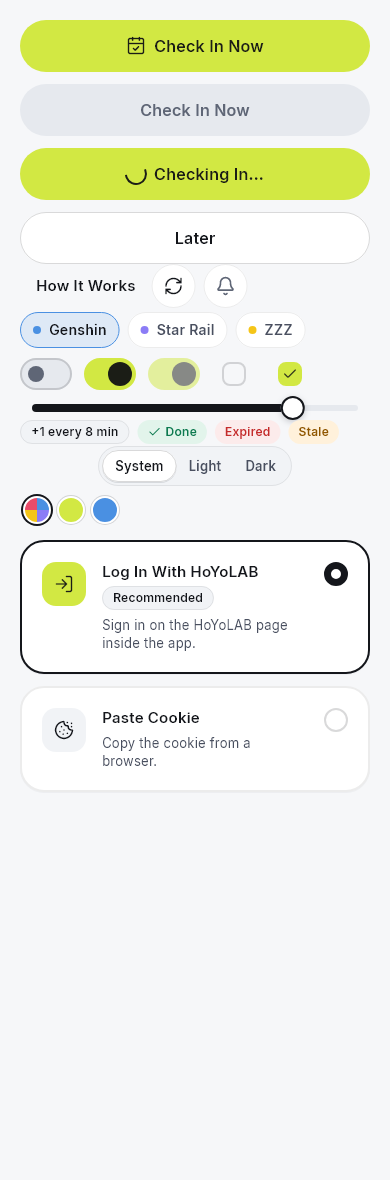 Check In Now
Check In Now
Checking In...
Later
How It Works
Genshin Star Rail ZZZ
+1 every 8 min Done Expired Stale
System Light Dark
Log In With HoYoLAB
Recommended
Sign in on the HoYoLAB page
inside the app.
Paste Cookie
Copy the cookie from a
browser.